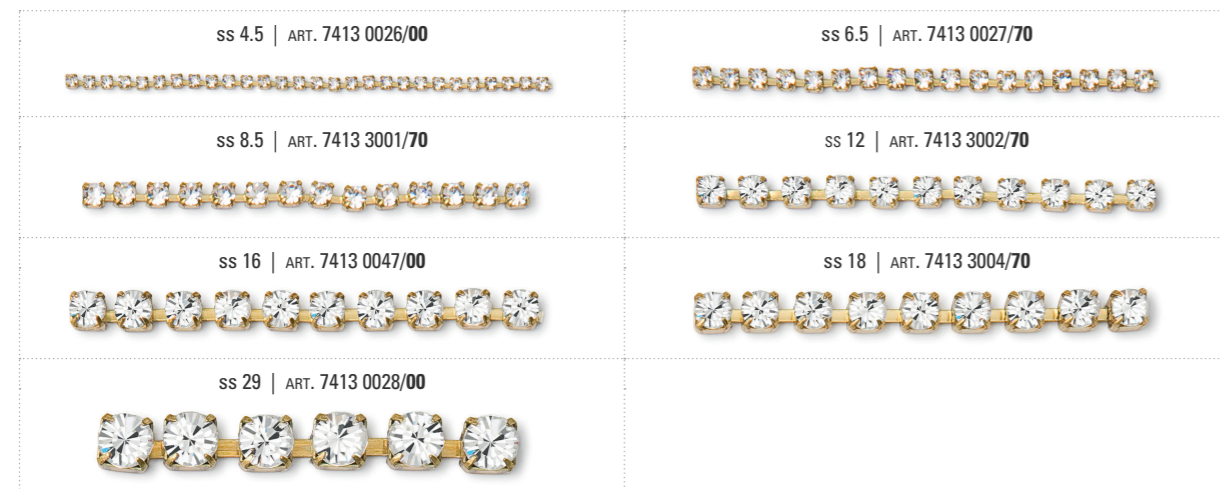 ss 4.5 | ART. 7413 0026/00
ss 6.5 | ART. 7413 0027/70
ss 8.5 | ART. 7413 3001/70
ss 12 | ART. 7413 3002/70
ss 16 | ART. 7413 0047/00
ss 18 | ART. 7413 3004/70
ss 29 | ART. 7413 0028/00